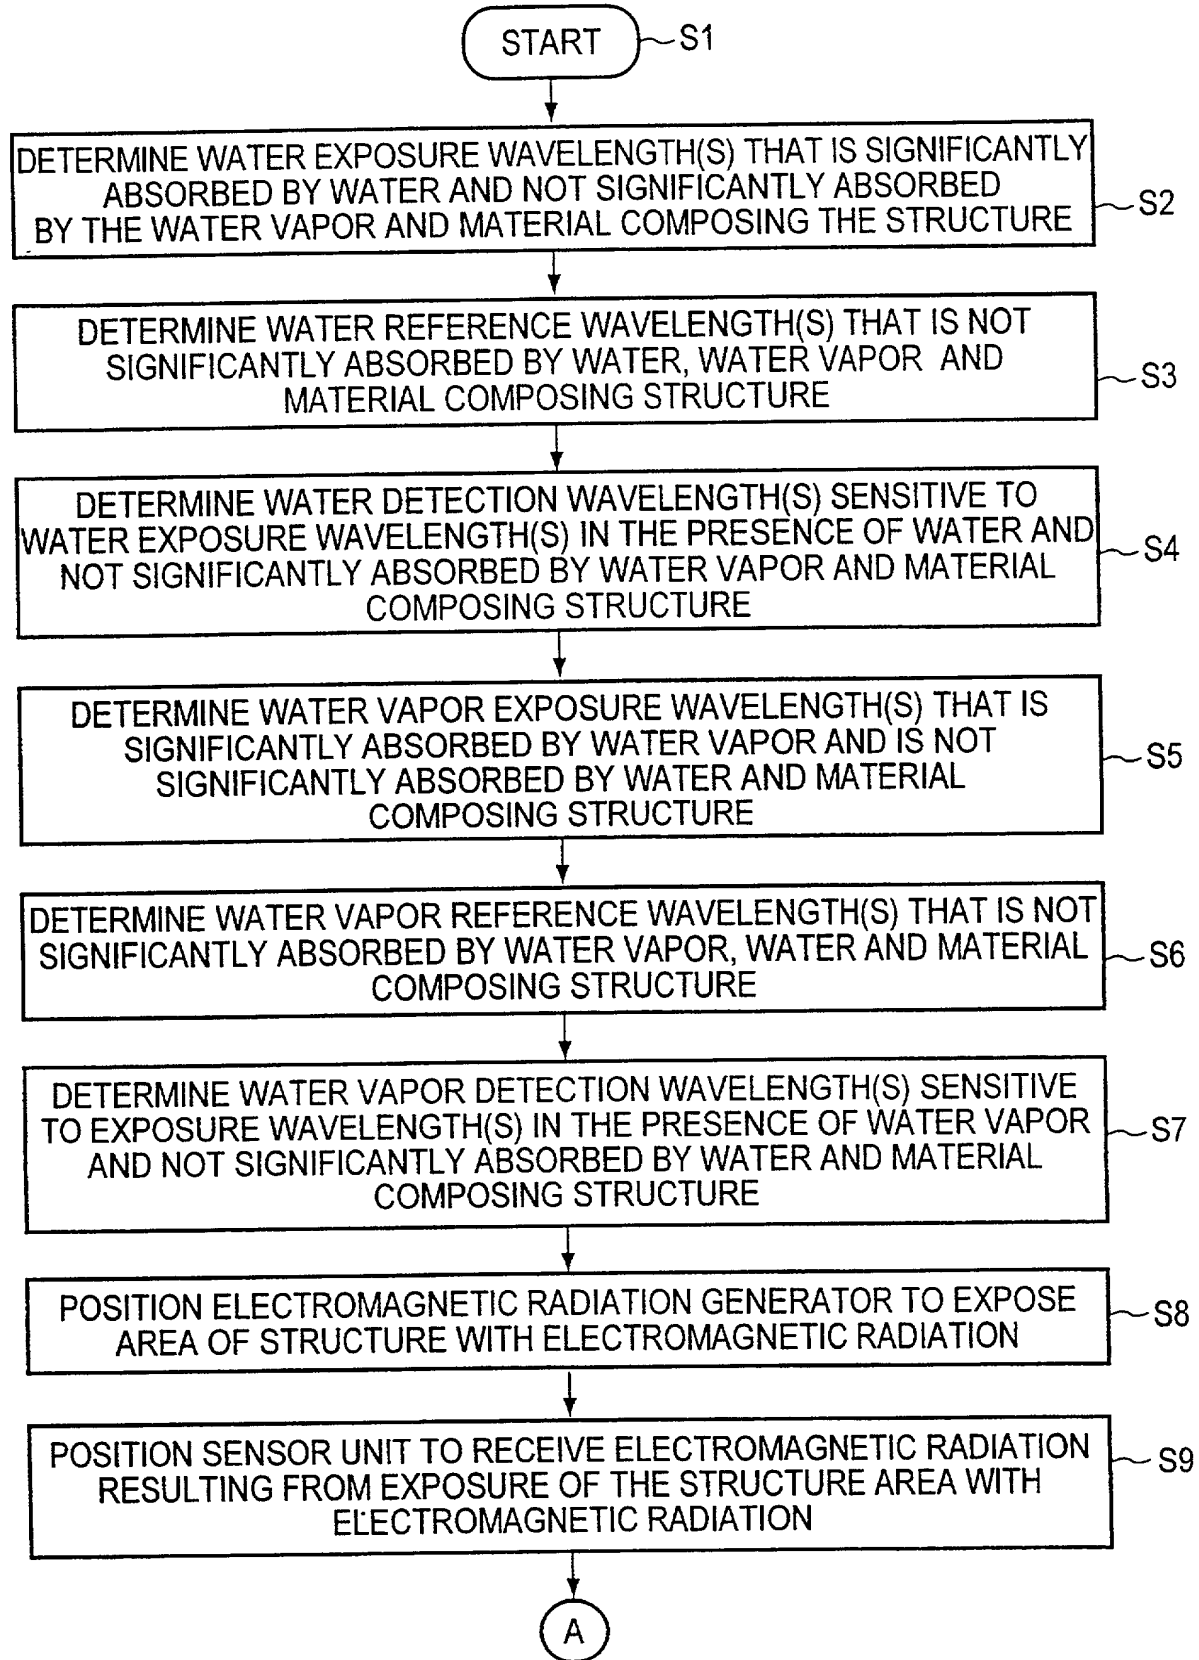 START
S1
DETERMINE WATER EXPOSURE WAVELENGTH(S) THAT IS SIGNIFICANTLY
ABSORBED BY WATER AND NOT SIGNIFICANTLY ABSORBED
BY THE WATER VAPOR AND MATERIAL COMPOSING THE STRUCTURE
S2
DETERMINE WATER REFERENCE WAVELENGTH(S) THAT IS NOT
SIGNIFICANTLY ABSORBED BY WATER, WATER VAPOR AND
MATERIAL COMPOSING STRUCTURE
S3
DETERMINE WATER DETECTION WAVELENGTH(S) SENSITIVE TO
WATER EXPOSURE WAVELENGTH(S) IN THE PRESENCE OF WATER AND
NOT SIGNIFICANTLY ABSORBED BY WATER VAPOR AND MATERIAL
COMPOSING STRUCTURE
S4
DETERMINE WATER VAPOR EXPOSURE WAVELENGTH(S) THAT IS
SIGNIFICANTLY ABSORBED BY WATER VAPOR AND IS NOT
SIGNIFICANTLY ABSORBED BY WATER AND MATERIAL
COMPOSING STRUCTURE
S5
DETERMINE WATER VAPOR REFERENCE WAVELENGTH(S) THAT IS NOT
SIGNIFICANTLY ABSORBED BY WATER VAPOR, WATER AND MATERIAL
COMPOSING STRUCTURE
S6
DETERMINE WATER VAPOR DETECTION WAVELENGTH(S) SENSITIVE
TO EXPOSURE WAVELENGTH(S) IN THE PRESENCE OF WATER VAPOR
AND NOT SIGNIFICANTLY ABSORBED BY WATER AND MATERIAL
COMPOSING STRUCTURE
S7
POSITION ELECTROMAGNETIC RADIATION GENERATOR TO EXPOSE
AREA OF STRUCTURE WITH ELECTROMAGNETIC RADIATION
S8
POSITION SENSOR UNIT TO RECEIVE ELECTROMAGNETIC RADIATION
RESULTING FROM EXPOSURE OF THE STRUCTURE AREA WITH
ELECTROMAGNETIC RADIATION
S9
A